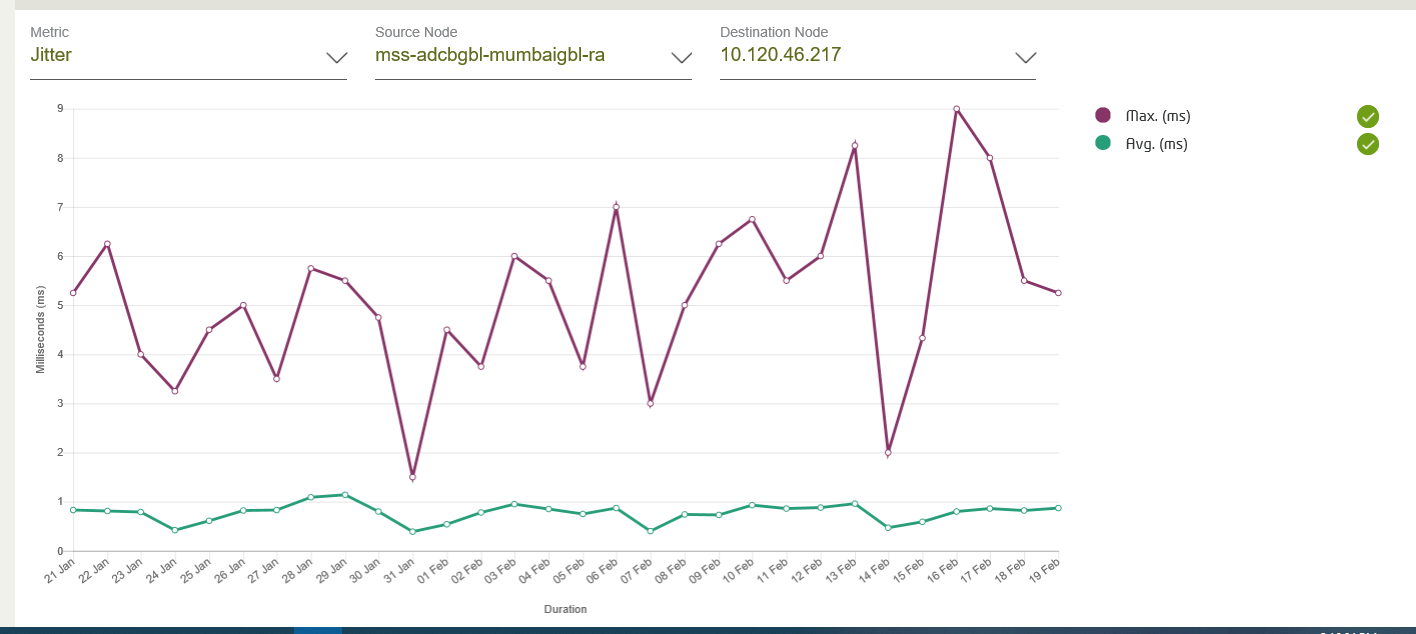 Metric
Jitter
Source Node
mss-adcbgbl-mumbaigbl-ra
Destination Node
10.120.46.217
Max. (ms)
Avg. (ms)
Milliseconds (ms)
9
8
7
6
5
4
3
2
1
0
21 Jan
22 Jan
23 Jan
24 Jan
25 Jan
26 Jan
27 Jan
28 Jan
29 Jan
30 Jan
31 Jan
01 Feb
02 Feb
03 Feb
04 Feb
05 Feb
06 Feb
07 Feb
08 Feb
09 Feb
10 Feb
11 Feb
12 Feb
13 Feb
14 Feb
15 Feb
16 Feb
17 Feb
18 Feb
19 Feb
Duration